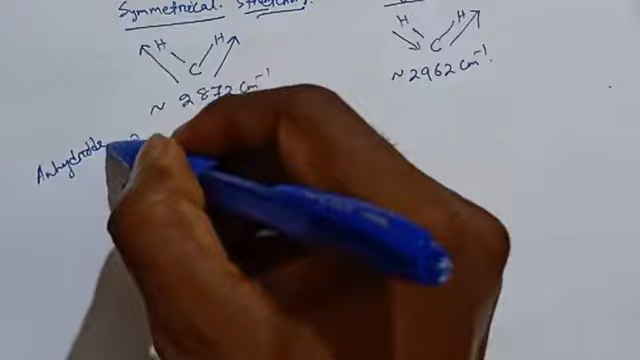 Symmetrical Stretching
H H
H H
C
C
~ 2872 cm⁻¹
~ 2962 cm⁻¹
Anhydride